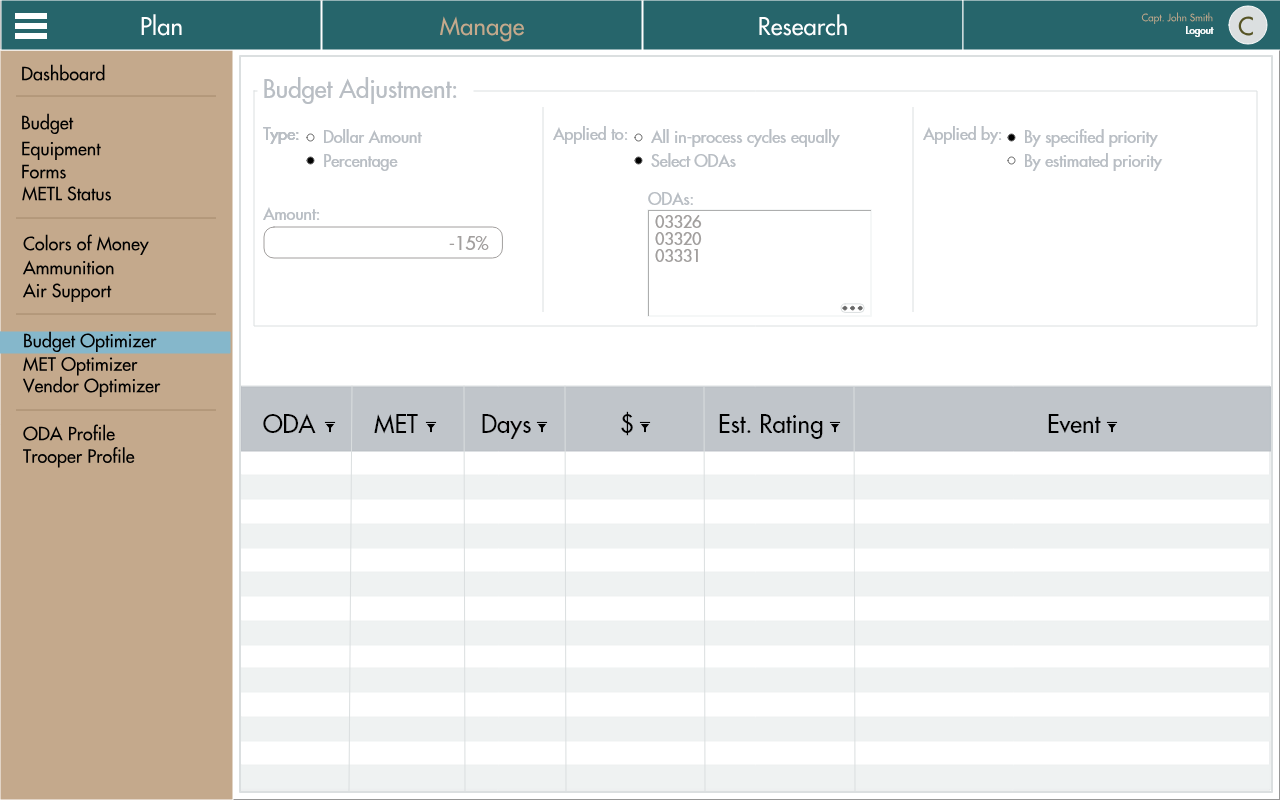 Plan
Manage
Research
Capt. John Smith
Logout
C
Dashboard
Budget
Equipment
Forms
METL Status
Colors of Money
Ammunition
Air Support
Budget Optimizer
MET Optimizer
Vendor Optimizer
ODA Profile
Trooper Profile
Budget Adjustment:
Type:
Dollar Amount
Percentage
Amount:
-15%
Applied to:
All in-process cycles equally
Select ODAs
ODAs:
03326
03320
03331
Applied by:
By specified priority
By estimated priority
ODA MET Days $ Est. Rating Event